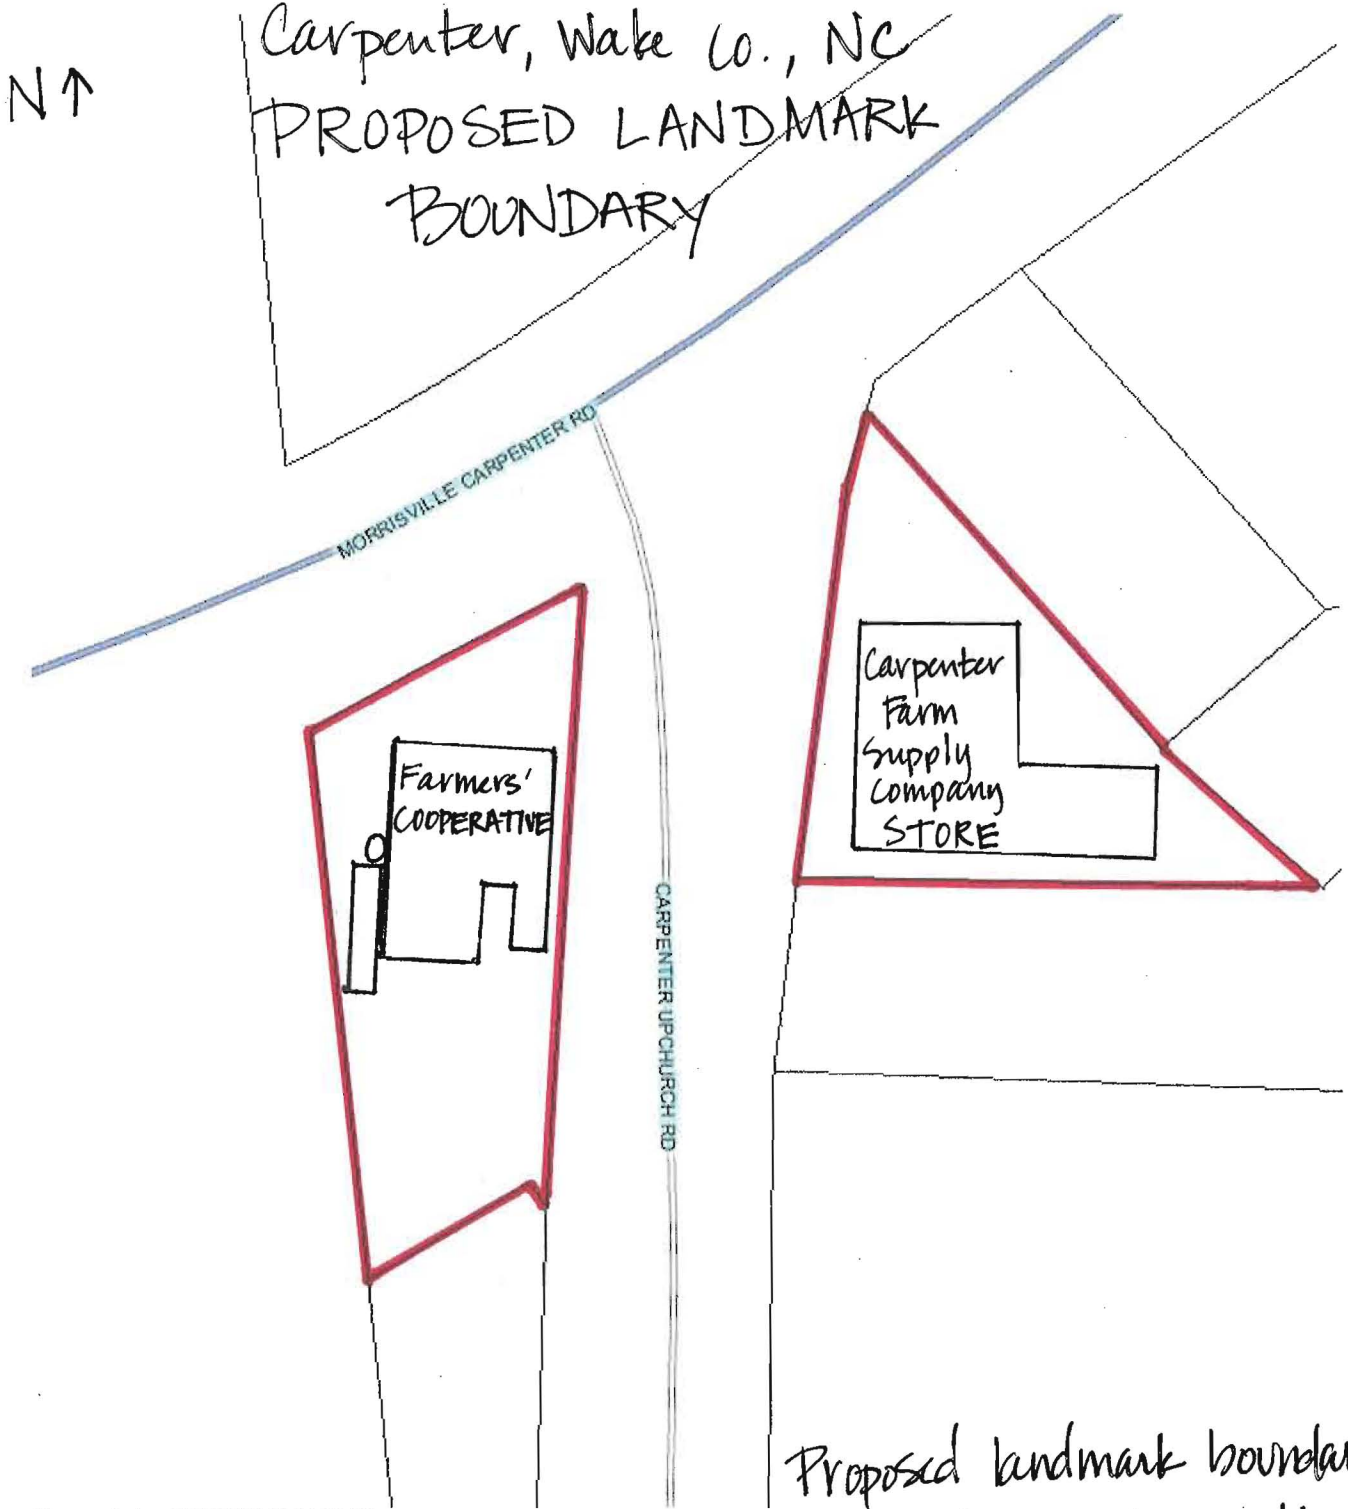 N↑
Carpenter, Wake Co., NC
PROPOSED LANDMARK
BOUNDARY
MORRISVILLE CARPENTER RD
Carpenter
Farm
Supply
Company
STORE
Farmers'
COOPERATIVE
CARPENTER UPCHURCH RD
Proposed landmark